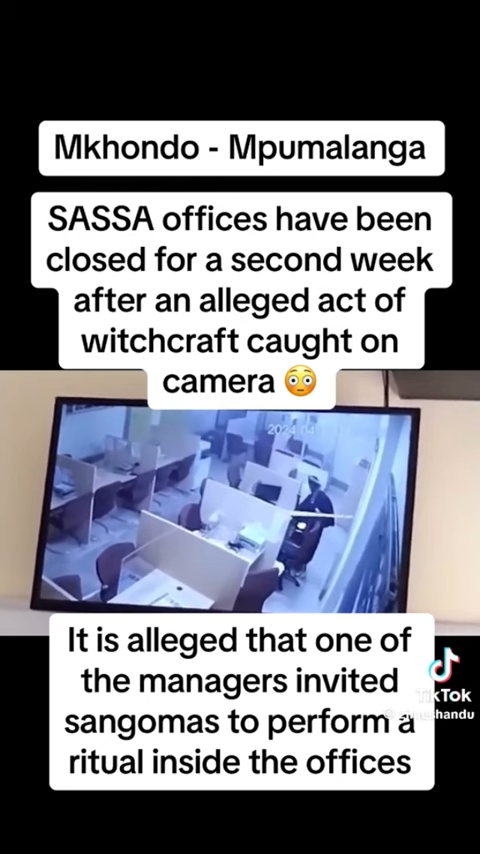 Mkhondo - Mpumalanga
SASSA offices have been
closed for a second week
after an alleged act of
witchcraft caught on
camera 😳
It is alleged that one of
the managers invited
sangomas to perform a
ritual inside the offices
TikTok